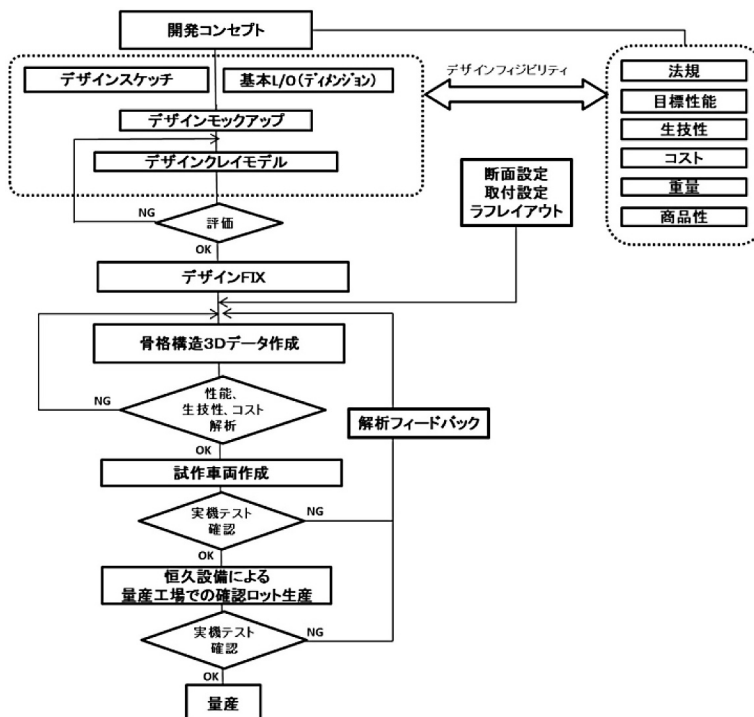 開発コンセプト
デザインスケッチ
基本L/O(ディメンション)
デザインフィジビリティ
法規
目標性能
生技性
コスト
重量
商品性
デザインモックアップ
デザインクレイモデル
断面設定
取付設定
ラフレイアウト
NG
評価
OK
デザインFIX
骨格構造3Dデータ作成
NG
性能、
生技性、コスト
解析
解析フィードバック
OK
試作車両作成
実機テスト
確認
NG
OK
恒久設備による
量産工場での確認ロット生産
実機テスト
確認
NG
OK
量産